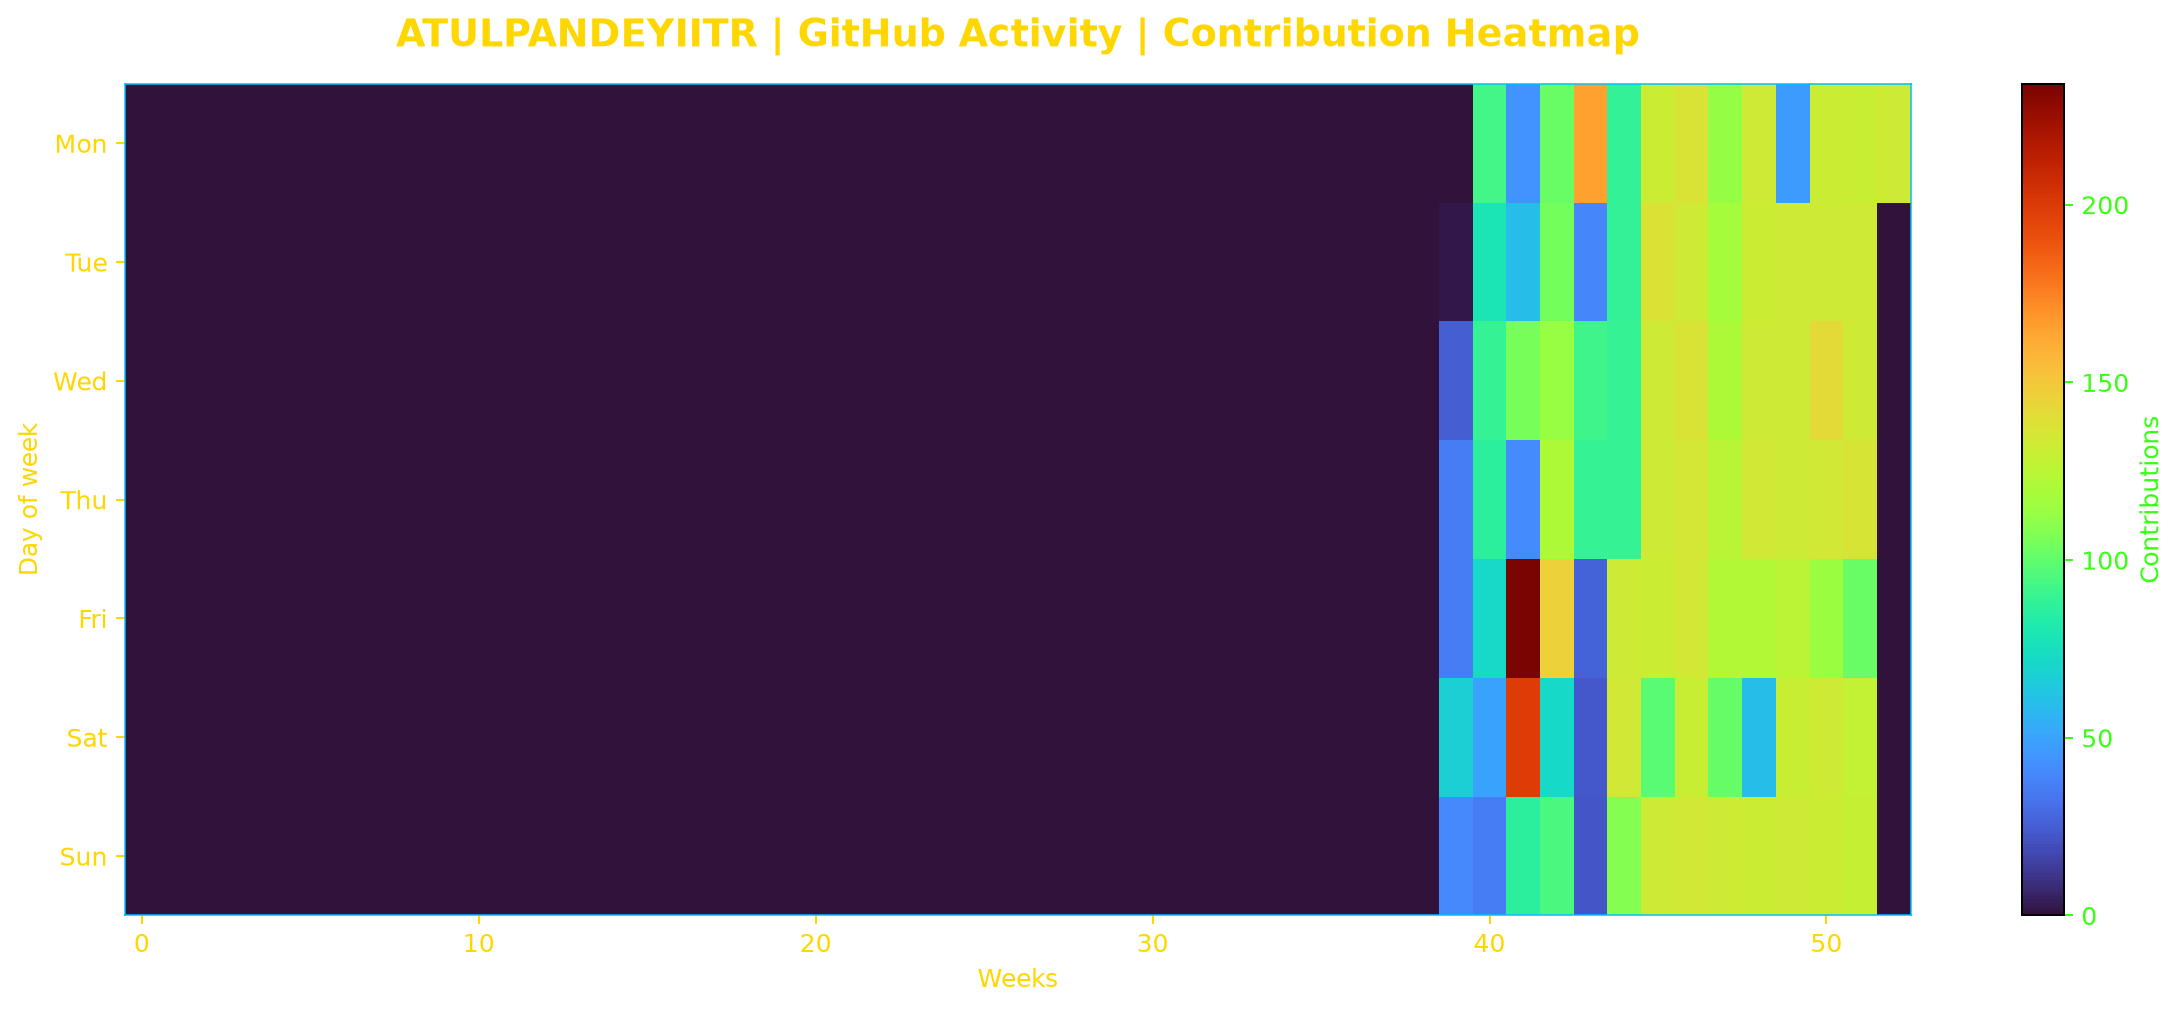 ATULPANDEYIITR | GitHub Activity | Contribution Heatmap
Mon
Tue
Wed
Thu
Fri
Sat
Sun
Day of week
0 10 20 30 40 50
Weeks
200
150
100
50
0
Contributions